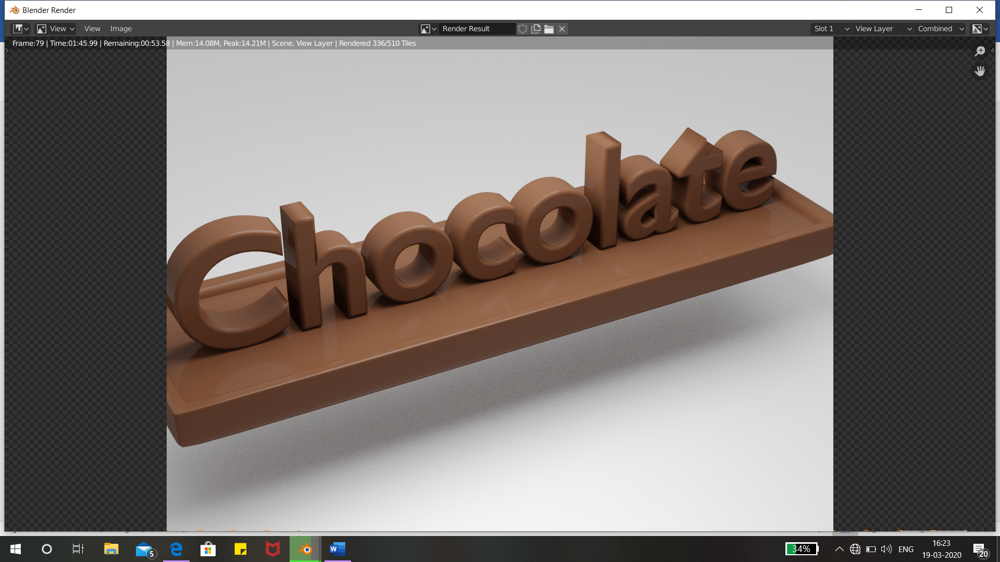 Blender Render
View View Image Render Result Slot 1 View Layer Combined
Frame:79 | Time:01:45.99 | Remaining:00:53.58 | Mem:14.08M, Peak:14.21M | Scene, View Layer | Rendered 336/510 Tiles
Chocolate
5
W
34%
ENG
16:23
19-03-2020
20